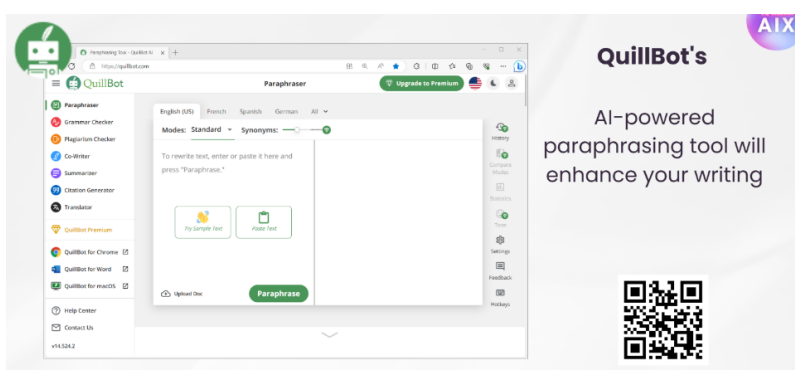 AIX
Paraphrasing Tool - QuillBot AI
https://quillbot.com
QuillBot
Paraphraser
Upgrade to Premium
QuillBot's
AI-powered
paraphrasing tool will
enhance your writing
Paraphraser
Grammar Checker
Plagiarism Checker
Co-Writer
Summarizer
Citation Generator
Translator
QuillBot Premium
QuillBot for Chrome
QuillBot for Word
QuillBot for macOS
Help Center
Contact Us
v14.524.2
English (US) French Spanish German All
Modes: Standard Synonyms:
To rewrite text, enter or paste it here and
press "Paraphrase."
Try Sample Text Paste Text
Upload Doc Paraphrase
History
Compare
Modes
Statistics
Tone
Settings
Feedback
Hotkeys